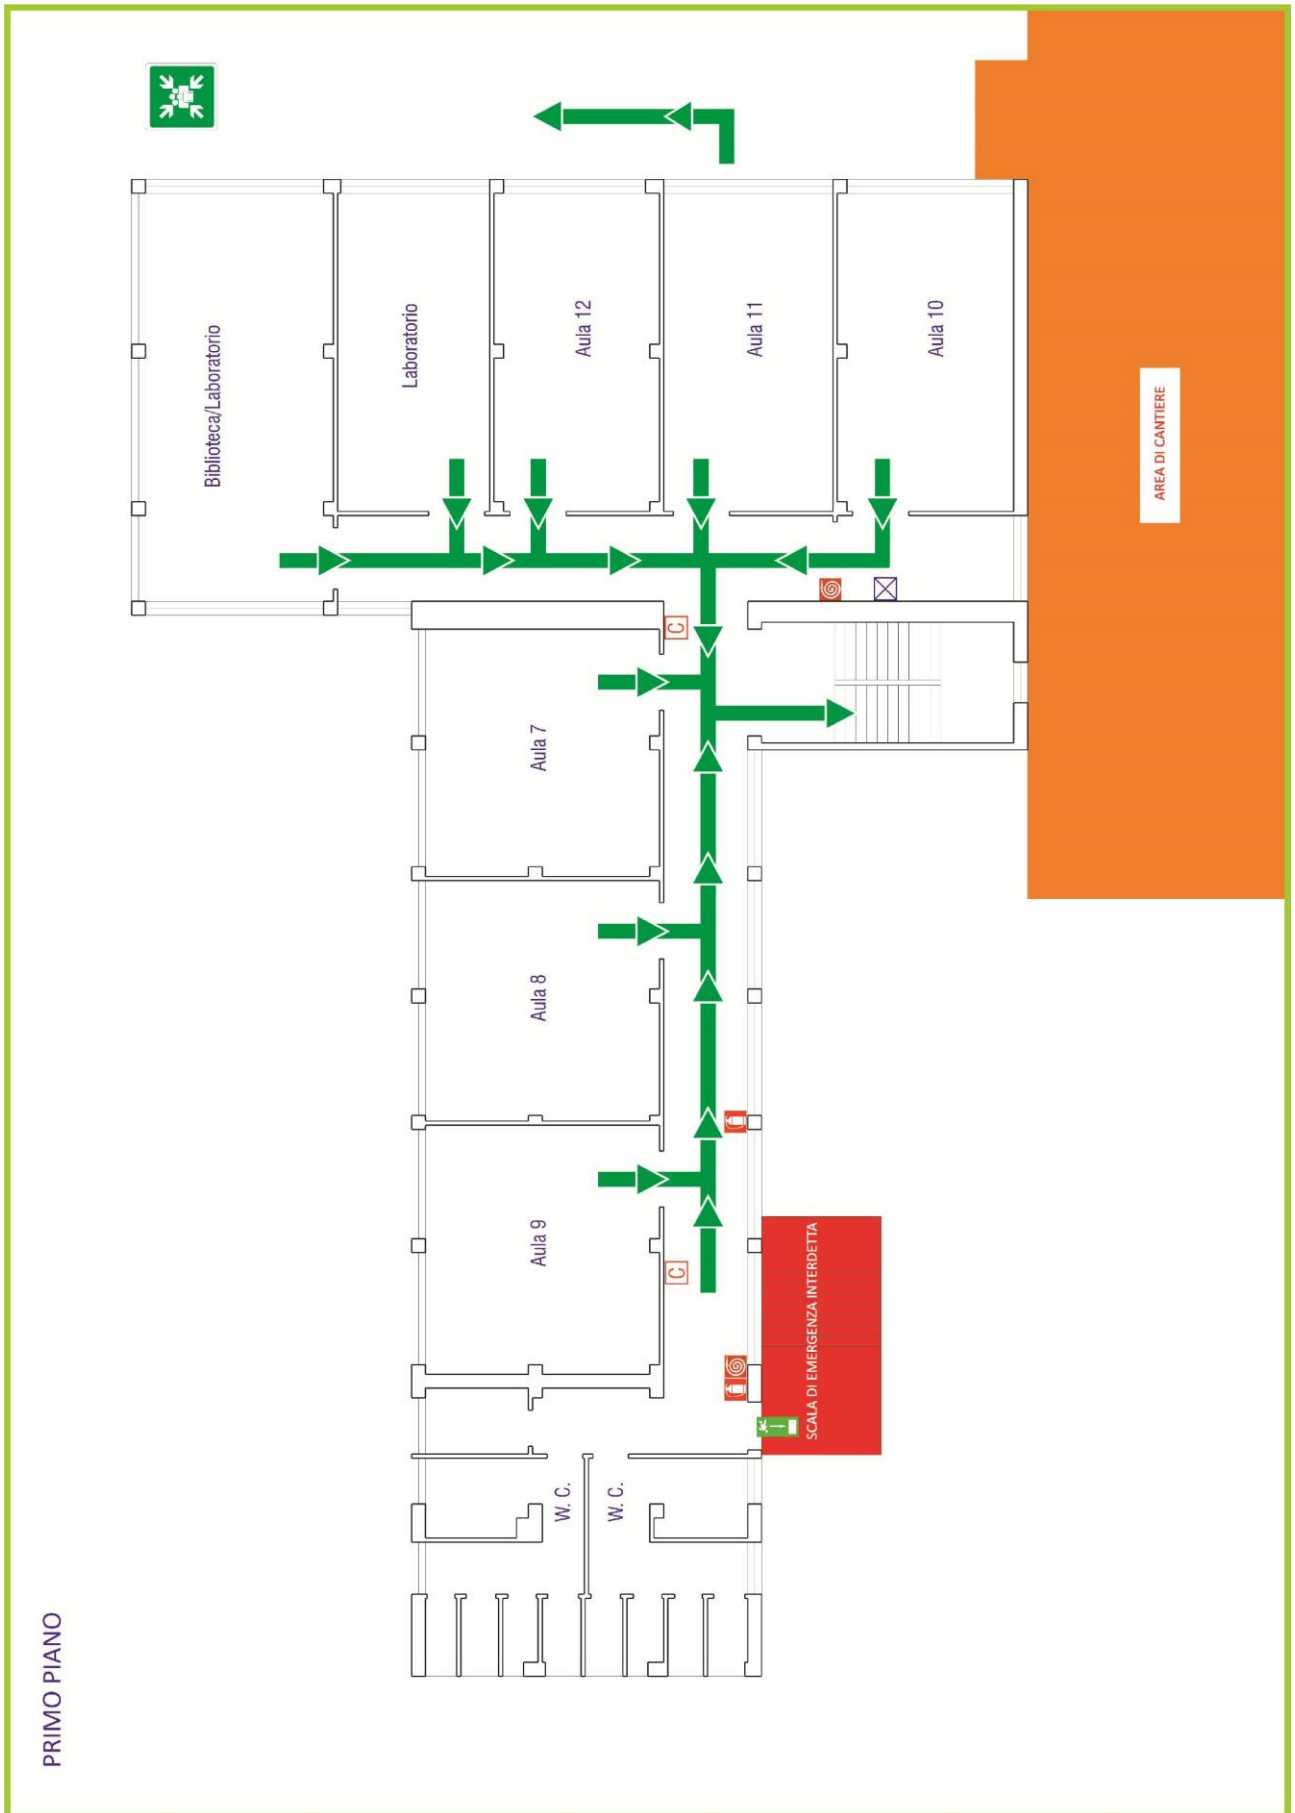 PRIMO PIANO
Biblioteca/Laboratorio
Laboratorio
Aula 12
Aula 11
Aula 10
AREA DI CANTIERE
C
Aula 7
Aula 8
Aula 9
C
SCALA DI EMERGENZA INTERDETTA
W. C.
W. C.